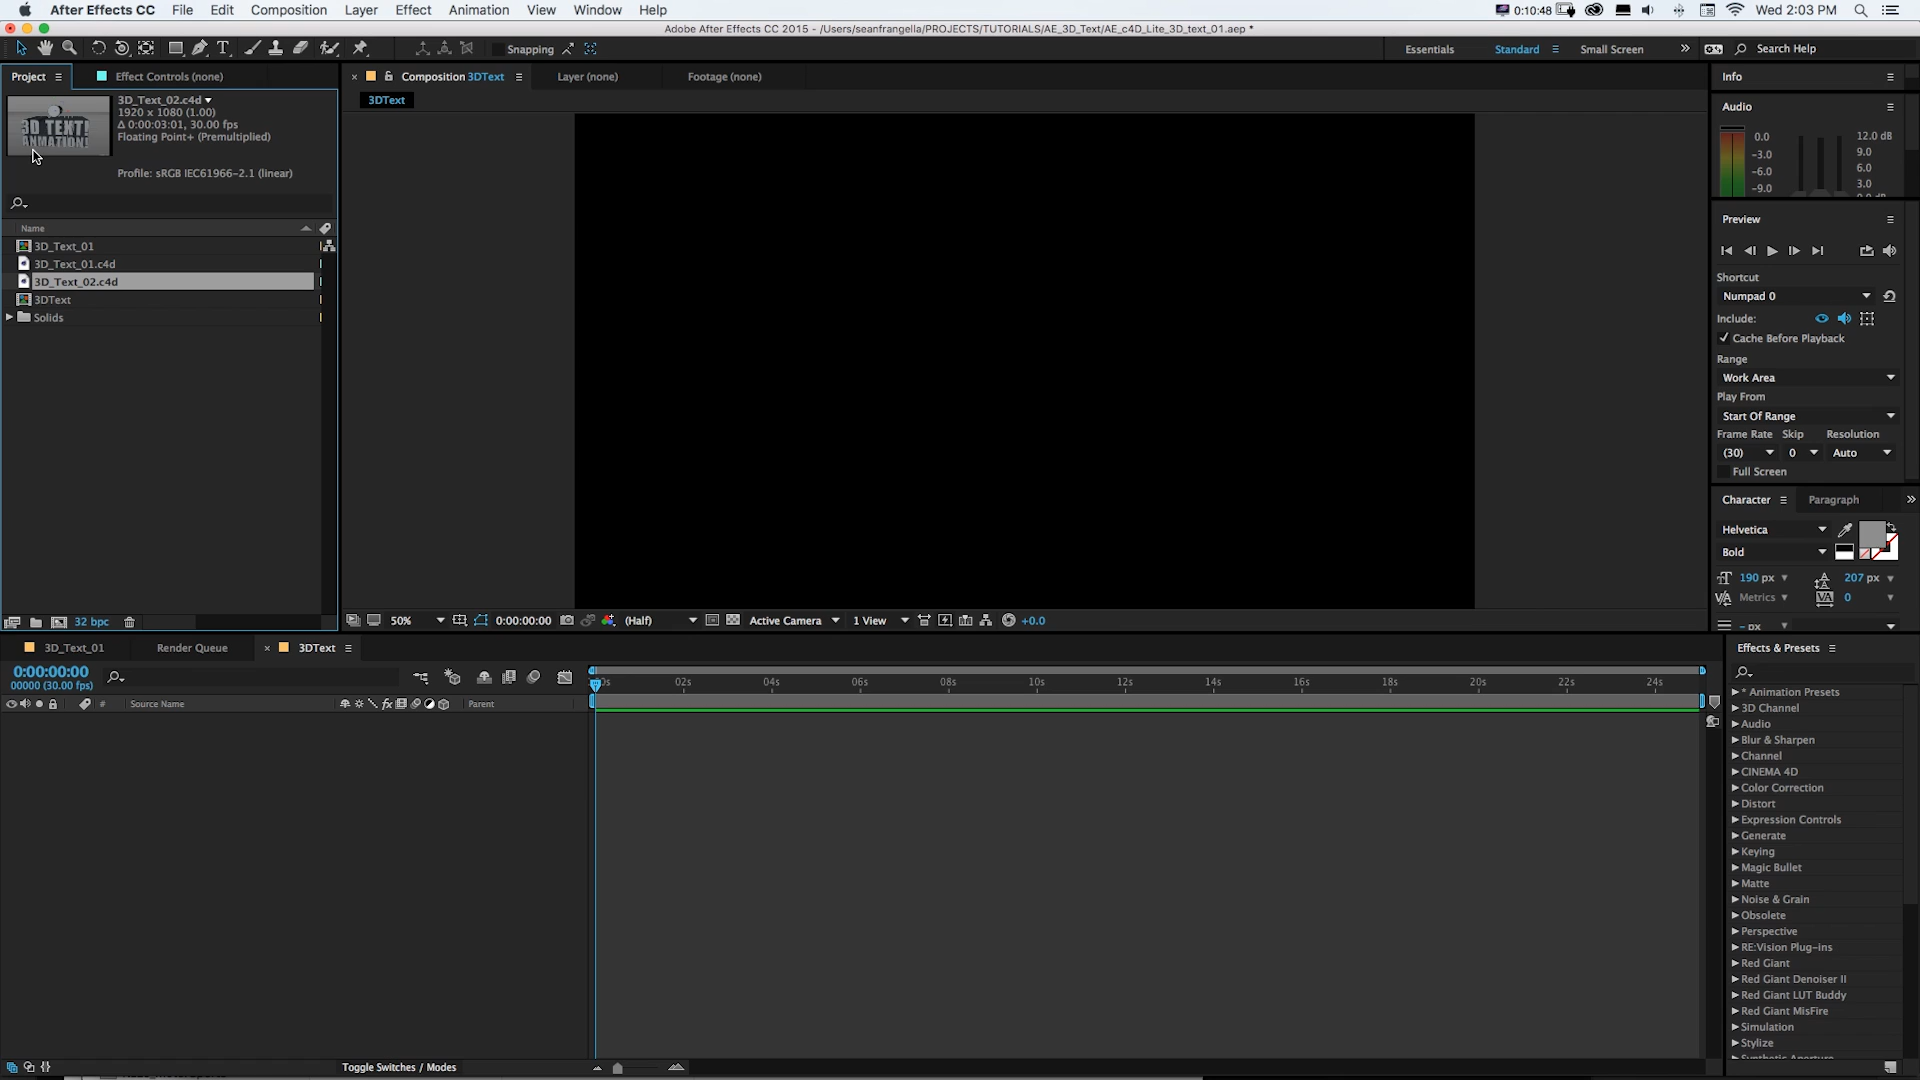 After Effects CC File Edit Composition Layer Effect Animation View Window Help 0:10:48 Wed 2:03 PM
Adobe After Effects CC 2015 - /Users/seanfrangella/PROJECTS/TUTORIALS/AE_3D_Text/AE_c4D_Lite_3D_text_01.aep *
Snapping Essentials Standard Small Screen Search Help
Project Effect Controls (none) Composition 3DText Layer (none) Footage (none) Info
3D_Text_02.c4d
1920 x 1080 (1.00)
Δ 0:00:03:01, 30.00 fps
Floating Point+ (Premultiplied)
Profile: sRGB IEC61966-2.1 (linear)
3D TEXT!
ANIMATION!
3DText
Name
3D_Text_01
3D_Text_01.c4d
3D_Text_02.c4d
3DText
Solids
32 bpc
50% 0:00:00:00 (Half) Active Camera 1 View +0.0
Audio
0.0 12.0 dB
-3.0 9.0
-6.0 6.0
-9.0 3.0
Preview
Shortcut
Numpad 0
Include:
Cache Before Playback
Range
Work Area
Play From
Start Of Range
Frame Rate Skip Resolution
(30) 0 Auto
Full Screen
Character Paragraph
Helvetica
Bold
190 px 207 px
Metrics 0
- px
3D_Text_01 Render Queue 3DText
0:00:00:00
00000 (30.00 fps)
# Source Name Parent
02s 04s 06s 08s 10s 12s 14s 16s 18s 20s 22s 24s
Toggle Switches / Modes
Effects & Presets
* Animation Presets
3D Channel
Audio
Blur & Sharpen
Channel
CINEMA 4D
Color Correction
Distort
Expression Controls
Generate
Keying
Magic Bullet
Matte
Noise & Grain
Obsolete
Perspective
RE:Vision Plug-ins
Red Giant
Red Giant Denoiser II
Red Giant LUT Buddy
Red Giant MisFire
Simulation
Stylize